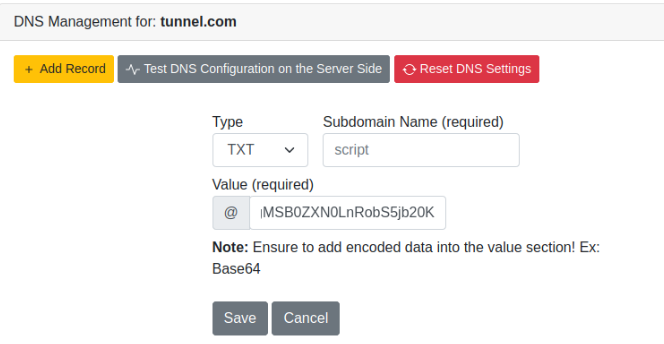 DNS Management for: tunnel.com
+ Add Record Test DNS Configuration on the Server Side Reset DNS Settings
Type Subdomain Name (required)
TXT script
Value (required)
@ MSB0ZXN0LnRobS5jb20K
Note: Ensure to add encoded data into the value section! Ex:
Base64
Save Cancel